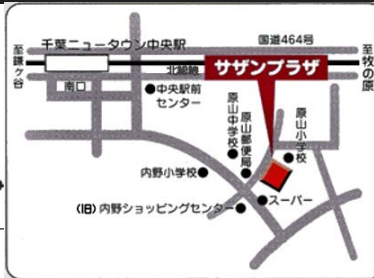 国道464号
千葉ニュータウン中央駅
至鎌ヶ谷
北総線
サザンプラザ
至牧の原
南口
中央駅前
センター
原山中学校
原山郵便局
原山小学校
内野小学校
スーパー
(旧)内野ショッピングセンター